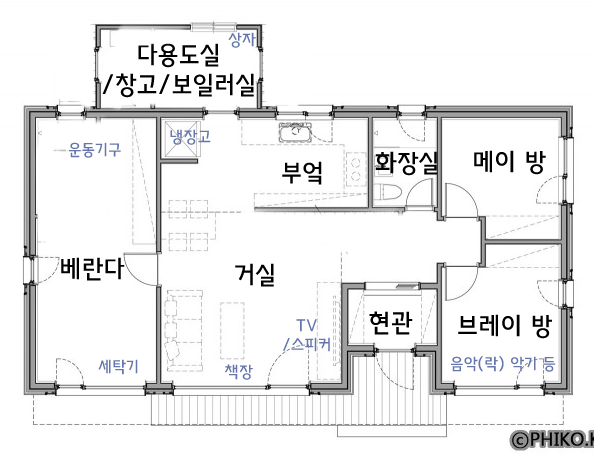 상자
다용도실
/창고/보일러실
냉장고
운동기구
부엌
화장실
메이 방
베란다
거실
TV
/스피커
현관
브레이 방
세탁기
책장
음악(락) 악기 등
©PHIKO.K